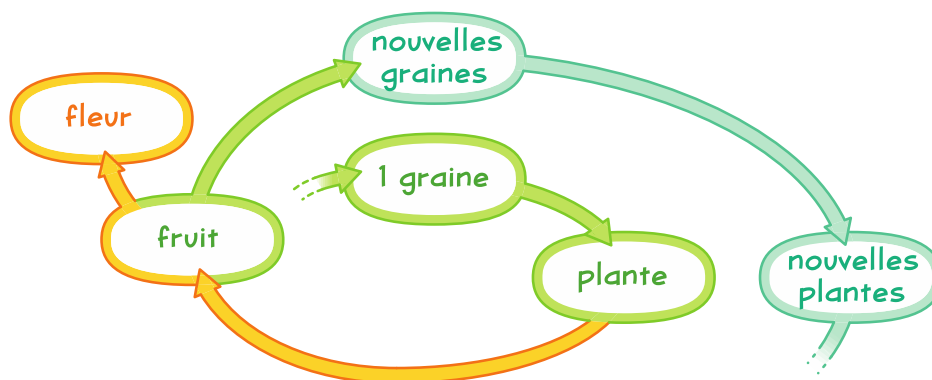 nouvelles
graines
fleur
1 graine
fruit
plante
nouvelles
plantes